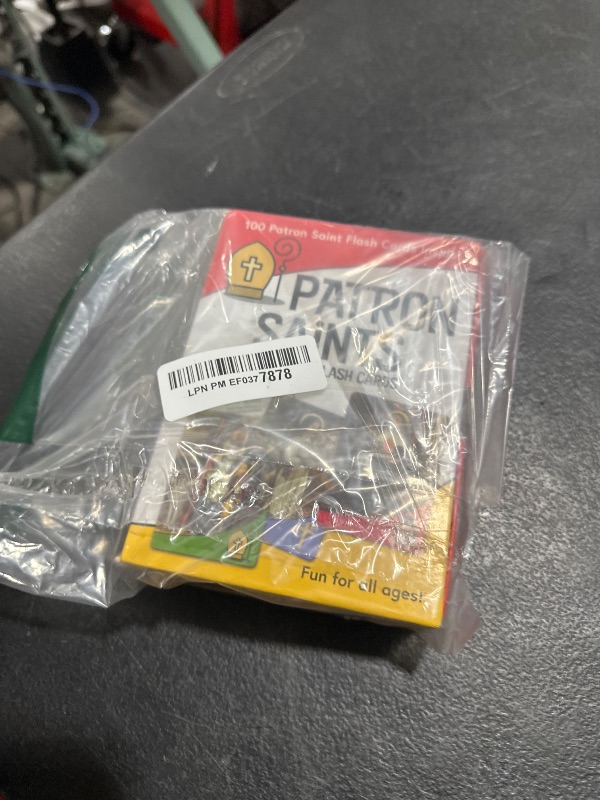 100 Patron Saint Flash Cards
PATRON
SAINTS
FLASH CARDS
LPN PM EF0377878
Fun for all ages!